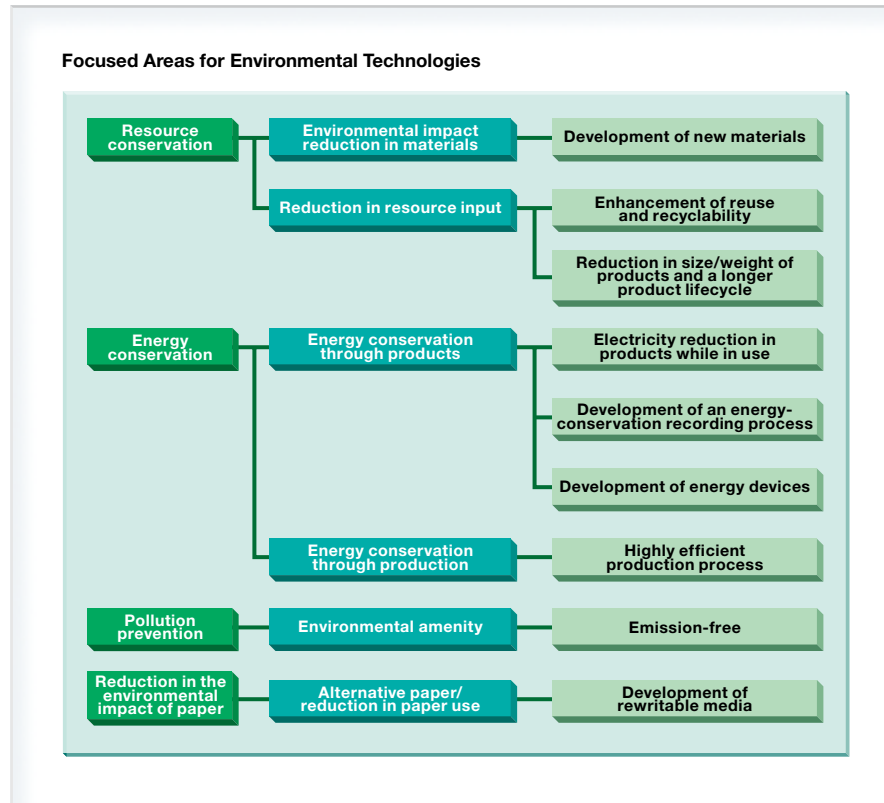 Focused Areas for Environmental Technologies
Resource
conservation
Environmental impact
reduction in materials
Development of new materials
Reduction in resource input
Enhancement of reuse
and recyclability
Reduction in size/weight of
products and a longer
product lifecycle
Energy
conservation
Energy conservation
through products
Electricity reduction in
products while in use
Development of an energy-
conservation recording process
Development of energy devices
Energy conservation
through production
Highly efficient
production process
Pollution
prevention
Environmental amenity
Emission-free
Reduction in the
environmental
impact of paper
Alternative paper/
reduction in paper use
Development of
rewritable media